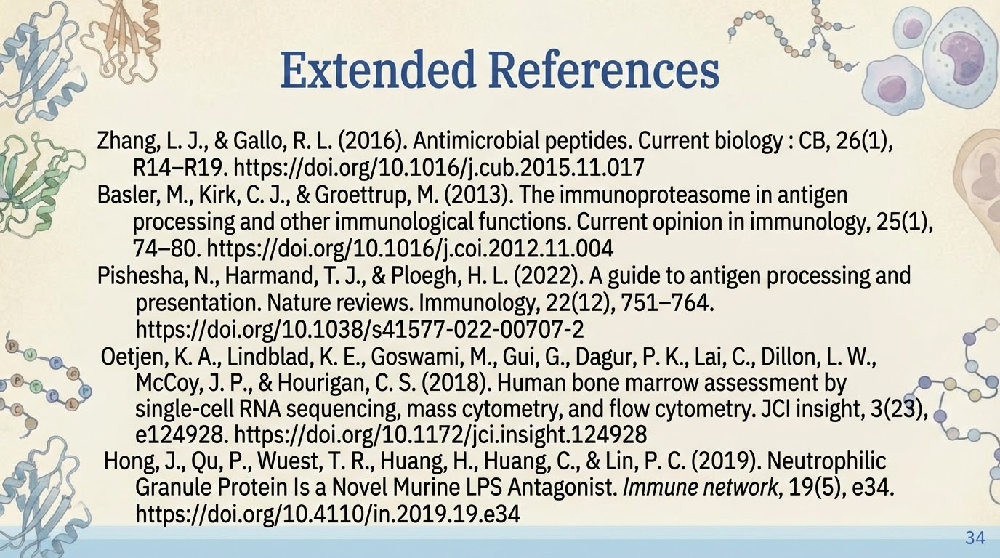 Extended References
Zhang, L. J., & Gallo, R. L. (2016). Antimicrobial peptides. Current biology : CB, 26(1),
R14–R19. https://doi.org/10.1016/j.cub.2015.11.017
Basler, M., Kirk, C. J., & Groettrup, M. (2013). The immunoproteasome in antigen
processing and other immunological functions. Current opinion in immunology, 25(1),
74–80. https://doi.org/10.1016/j.coi.2012.11.004
Pishesha, N., Harmand, T. J., & Ploegh, H. L. (2022). A guide to antigen processing and
presentation. Nature reviews. Immunology, 22(12), 751–764.
https://doi.org/10.1038/s41577-022-00707-2
Oetjen, K. A., Lindblad, K. E., Goswami, M., Gui, G., Dagur, P. K., Lai, C., Dillon, L. W.,
McCoy, J. P., & Hourigan, C. S. (2018). Human bone marrow assessment by
single-cell RNA sequencing, mass cytometry, and flow cytometry. JCI insight, 3(23),
e124928. https://doi.org/10.1172/jci.insight.124928
Hong, J., Qu, P., Wuest, T. R., Huang, H., Huang, C., & Lin, P. C. (2019). Neutrophilic
Granule Protein Is a Novel Murine LPS Antagonist. Immune network, 19(5), e34.
https://doi.org/10.4110/in.2019.19.e34
34